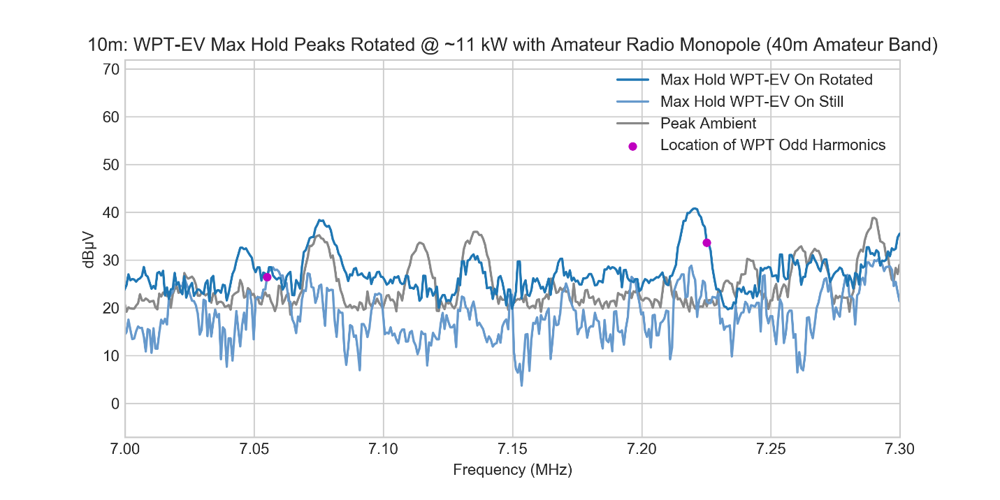 10m: WPT-EV Max Hold Peaks Rotated @ ~11 kW with Amateur Radio Monopole (40m Amateur Band)
70
60
50
40
30
20
10
0
dBµV
Max Hold WPT-EV On Rotated
Max Hold WPT-EV On Still
Peak Ambient
Location of WPT Odd Harmonics
7.00 7.05 7.10 7.15 7.20 7.25 7.30
Frequency (MHz)